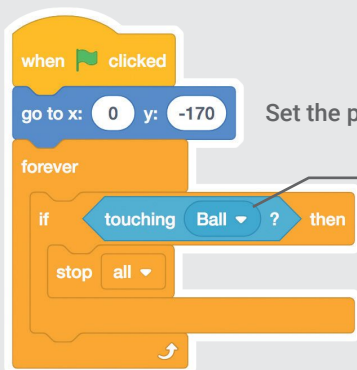 when clicked
go to x: 0 y: -170
Set the p
forever
if touching Ball ? then
stop all